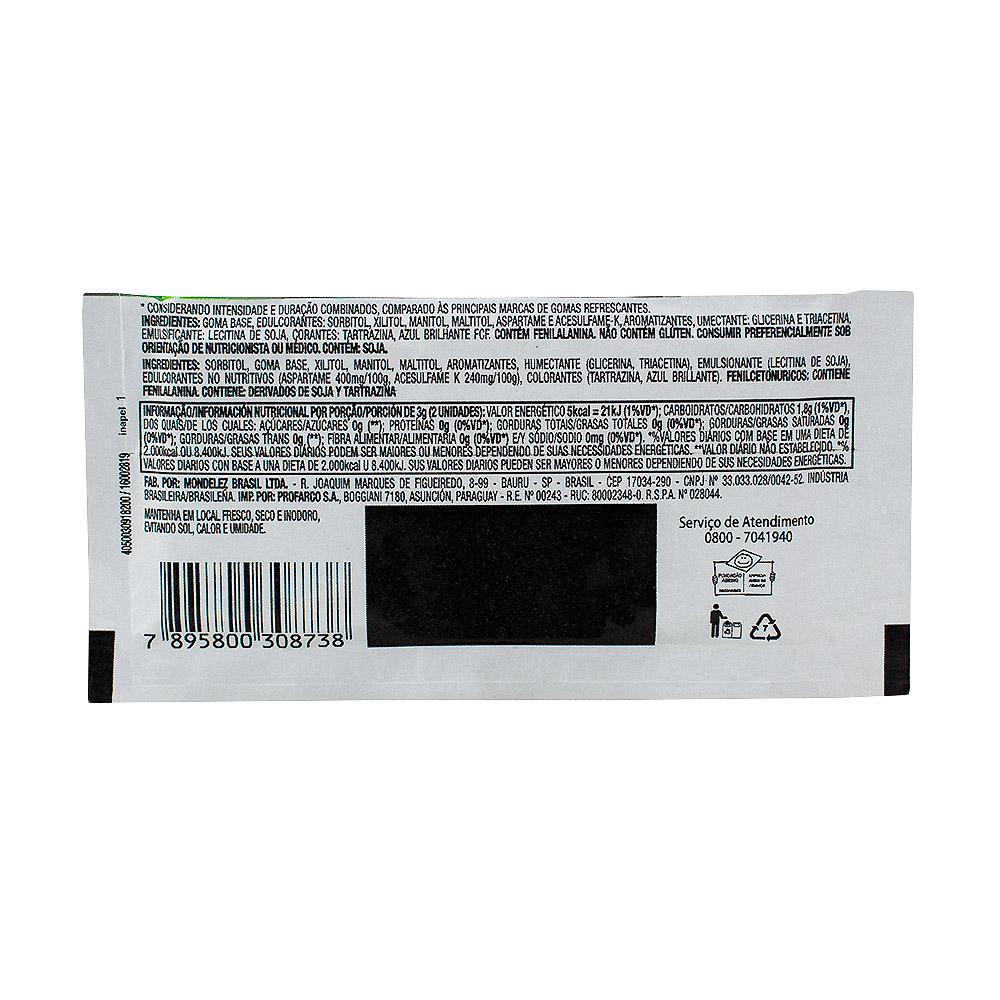 * CONSIDERANDO INTENSIDADE E DURAÇÃO COMBINADOS, COMPARADO ÀS PRINCIPAIS MARCAS DE GOMAS REFRESCANTES.
INGREDIENTES: GOMA BASE, EDULCORANTES: SORBITOL, XILITOL, MANITOL, MALTITOL, ASPARTAME E ACESULFAME-K, AROMATIZANTES, UMECTANTE: GLICERINA E TRIACETINA,
EMULSIFICANTE: LECITINA DE SOJA, CORANTES: TARTRAZINA, AZUL BRILHANTE FCF. CONTÉM FENILALANINA. NÃO CONTÉM GLÚTEN. CONSUMIR PREFERENCIALMENTE SOB
ORIENTAÇÃO DE NUTRICIONISTA OU MÉDICO. CONTÉM: SOJA.
INGREDIENTES: SORBITOL, GOMA BASE, XILITOL, MANITOL, MALTITOL, AROMATIZANTES, HUMECTANTE (GLICERINA, TRIACETINA), EMULSIONANTE (LECITINA DE SOJA),
EDULCORANTES NO NUTRITIVOS (ASPARTAME 400mg/100g, ACESULFAME K 240mg/100g), COLORANTES (TARTRAZINA, AZUL BRILLANTE). FENILCETONÚRICOS: CONTIENE
FENILALANINA. CONTIENE: DERIVADOS DE SOJA Y TARTRAZINA
INFORMAÇÃO/INFORMACIÓN NUTRICIONAL POR PORÇÃO/PORCIÓN DE 3g (2 UNIDADES): VALOR ENERGÉTICO 5kcal = 21kJ (1%VD*); CARBOIDRATOS/CARBOHIDRATOS 1,8g (1%VD*),
DOS QUAIS/DE LOS CUALES: AÇÚCARES/AZUCARES 0g (**); PROTEÍNAS 0g (0%VD*); GORDURAS TOTAIS/GRASAS TOTALES 0g (0%VD*); GORDURAS/GRASAS SATURADAS 0g
(0%VD*); GORDURAS/GRASAS TRANS 0g (**); FIBRA ALIMENTAR/ALIMENTARIA 0g (0%VD*) E/Y SÓDIO/SODIO 0mg (0%VD*). *%VALORES DIÁRIOS COM BASE EM UMA DIETA DE
2.000kcal OU 8.400kJ. SEUS VALORES DIÁRIOS PODEM SER MAIORES OU MENORES DEPENDENDO DE SUAS NECESSIDADES ENERGÉTICAS. **VALOR DIÁRIO NÃO ESTABELECIDO. *%
VALORES DIARIOS CON BASE A UNA DIETA DE 2.000kcal U 8.400kJ. SUS VALORES DIARIOS PUEDEN SER MAYORES O MENORES DEPENDIENDO DE SUS NECESIDADES ENERGÉTICAS.
FAB. POR: MONDELEZ BRASIL LTDA. - R. JOAQUIM MARQUES DE FIGUEIREDO, 8-99 - BAURU - SP - BRASIL - CEP 17034-290 - CNPJ Nº 33.033.028/0042-52. INDÚSTRIA
BRASILEIRA/BRASILEÑA. IMP. POR: PROFARCO S.A., BOGGIANI 7180, ASUNCIÓN, PARAGUAY - R.E. Nº 00243 - RUC: 80002348-0. R.S.P.A. Nº 028044.
MANTENHA EM LOCAL FRESCO, SECO E INODORO,
EVITANDO SOL, CALOR E UMIDADE.
Serviço de Atendimento
0800 - 7041940
FUNDAÇÃO
ABRINQ
7
7 895800 308738
4050030918200 / 16002819 inapel 1